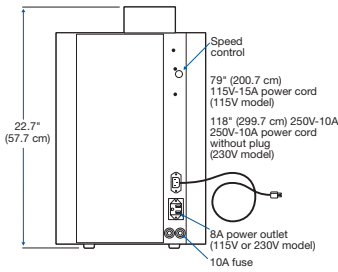 Speed
control
79" (200.7 cm)
115V-15A power cord
(115V model)
118" (299.7 cm) 250V-10A
250V-10A power cord
without plug
(230V model)
22.7"
(57.7 cm)
8A power outlet
(115V or 230V model)
10A fuse